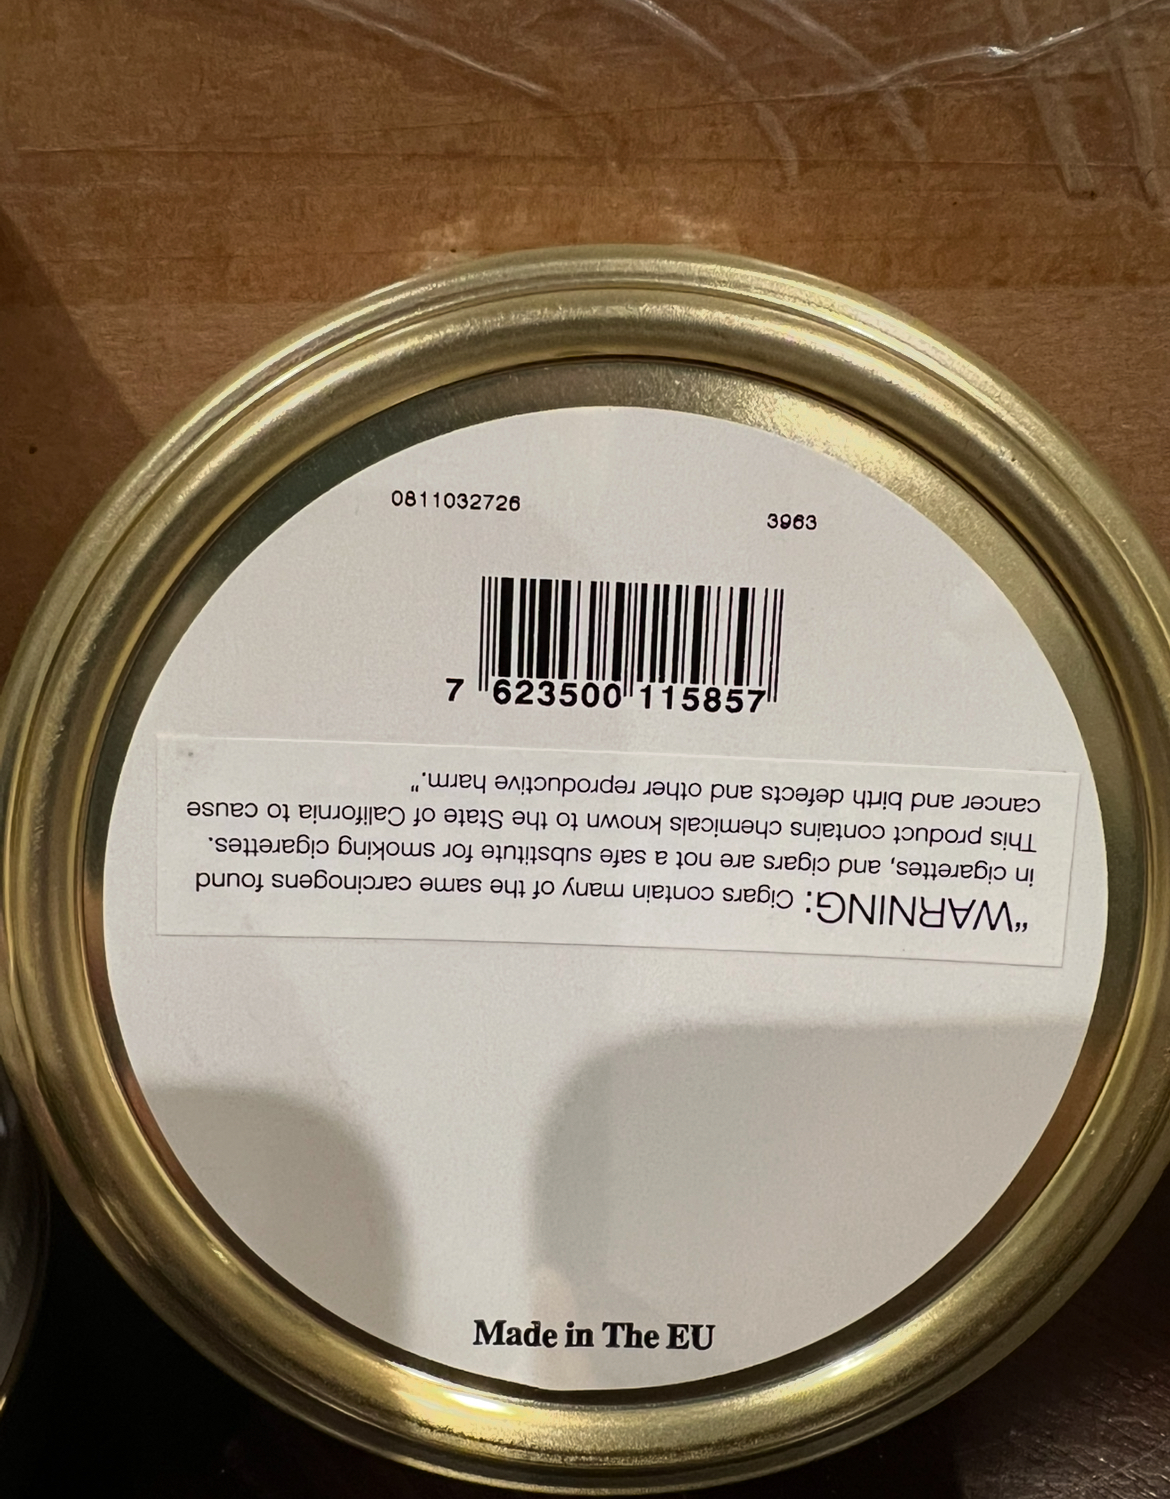 0811032726
3963
7 623500 115857
"WARNING: Cigars contain many of the same carcinogens found
in cigarettes, and cigars are not a safe substitute for smoking cigarettes.
This product contains chemicals known to the State of California to cause
cancer and birth defects and other reproductive harm."
Made in The EU